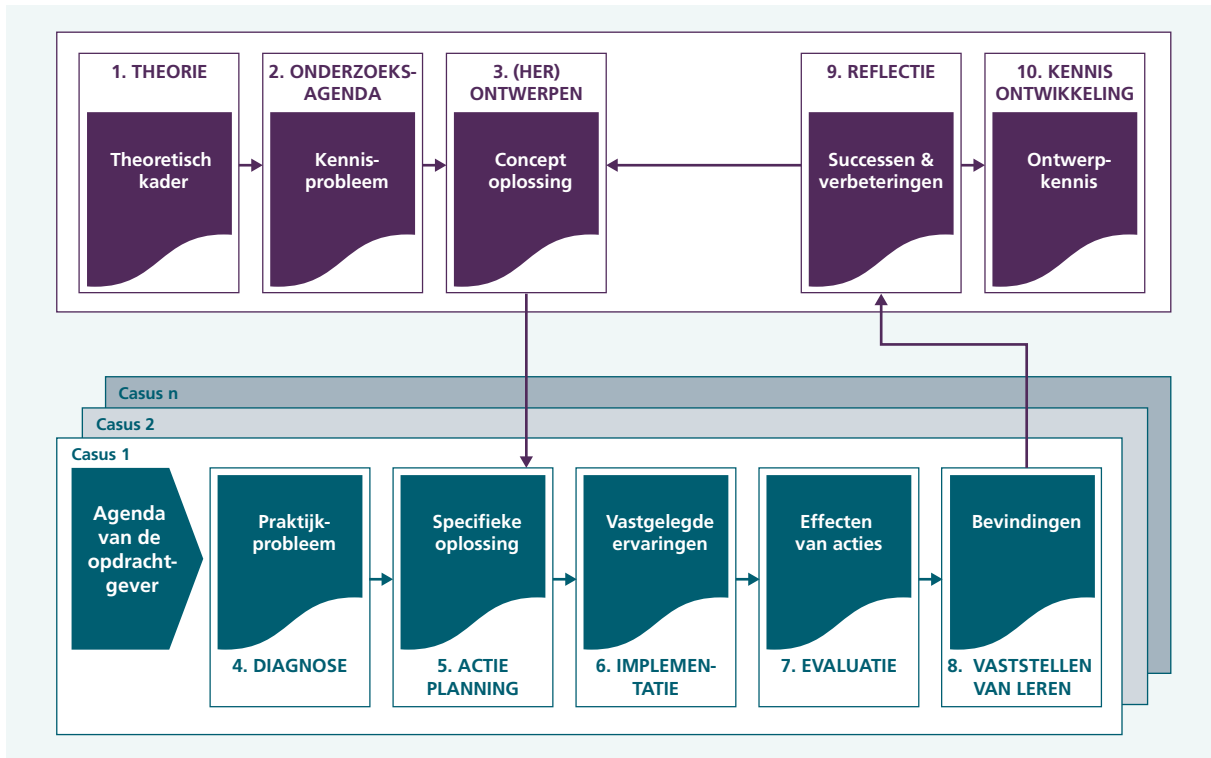 1. THEORIE
Theoretisch
kader
2. ONDERZOEKS-
AGENDA
Kennis-
probleem
3. (HER)
ONTWERPEN
Concept
oplossing
9. REFLECTIE
Successen &
verbeteringen
10. KENNIS
ONTWIKKELING
Ontwerp-
kennis
Casus n
Casus 2
Casus 1
Agenda
van de
opdracht-
gever
Praktijk-
probleem
4. DIAGNOSE
Specifieke
oplossing
5. ACTIE
PLANNING
Vastgelegde
ervaringen
6. IMPLEMEN-
TATIE
Effecten
van acties
7. EVALUATIE
Bevindingen
8. VASTSTELLEN
VAN LEREN